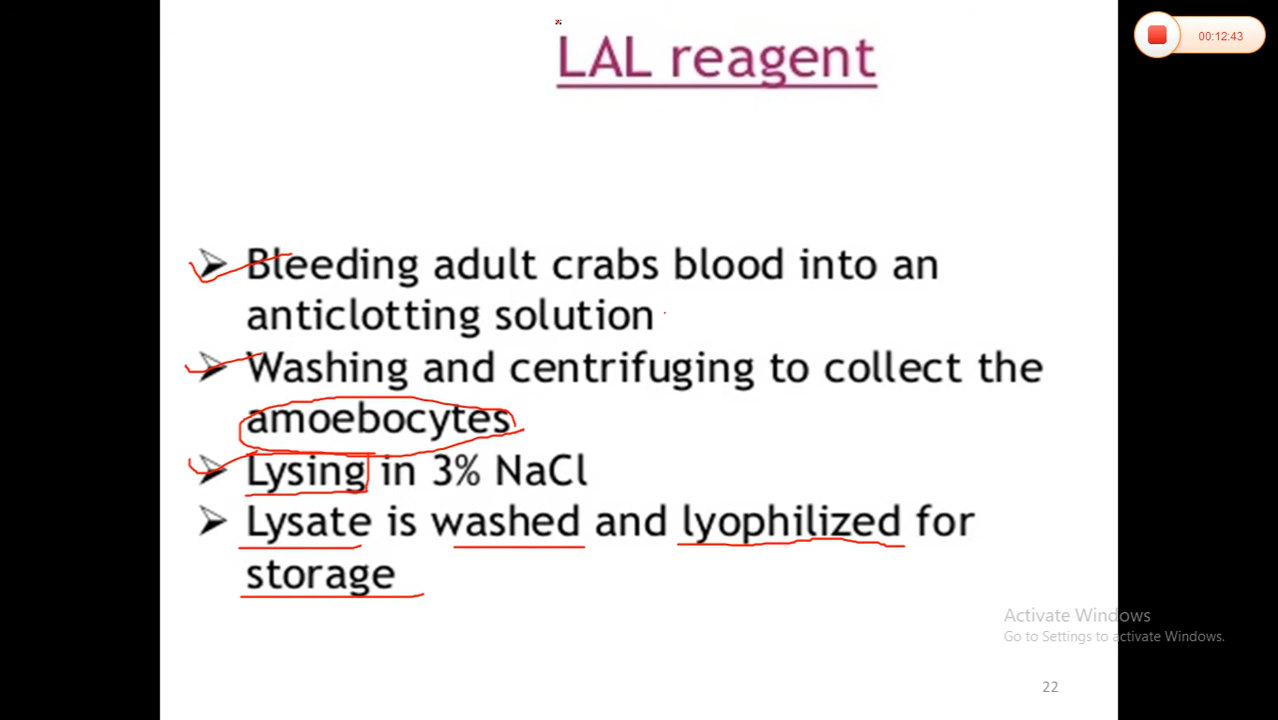 LAL reagent
00:12:43
➢ Bleeding adult crabs blood into an
anticlotting solution
➢ Washing and centrifuging to collect the
amoebocytes
➢ Lysing in 3% NaCl
➢ Lysate is washed and lyophilized for
storage
Activate Windows
Go to Settings to activate Windows.
22